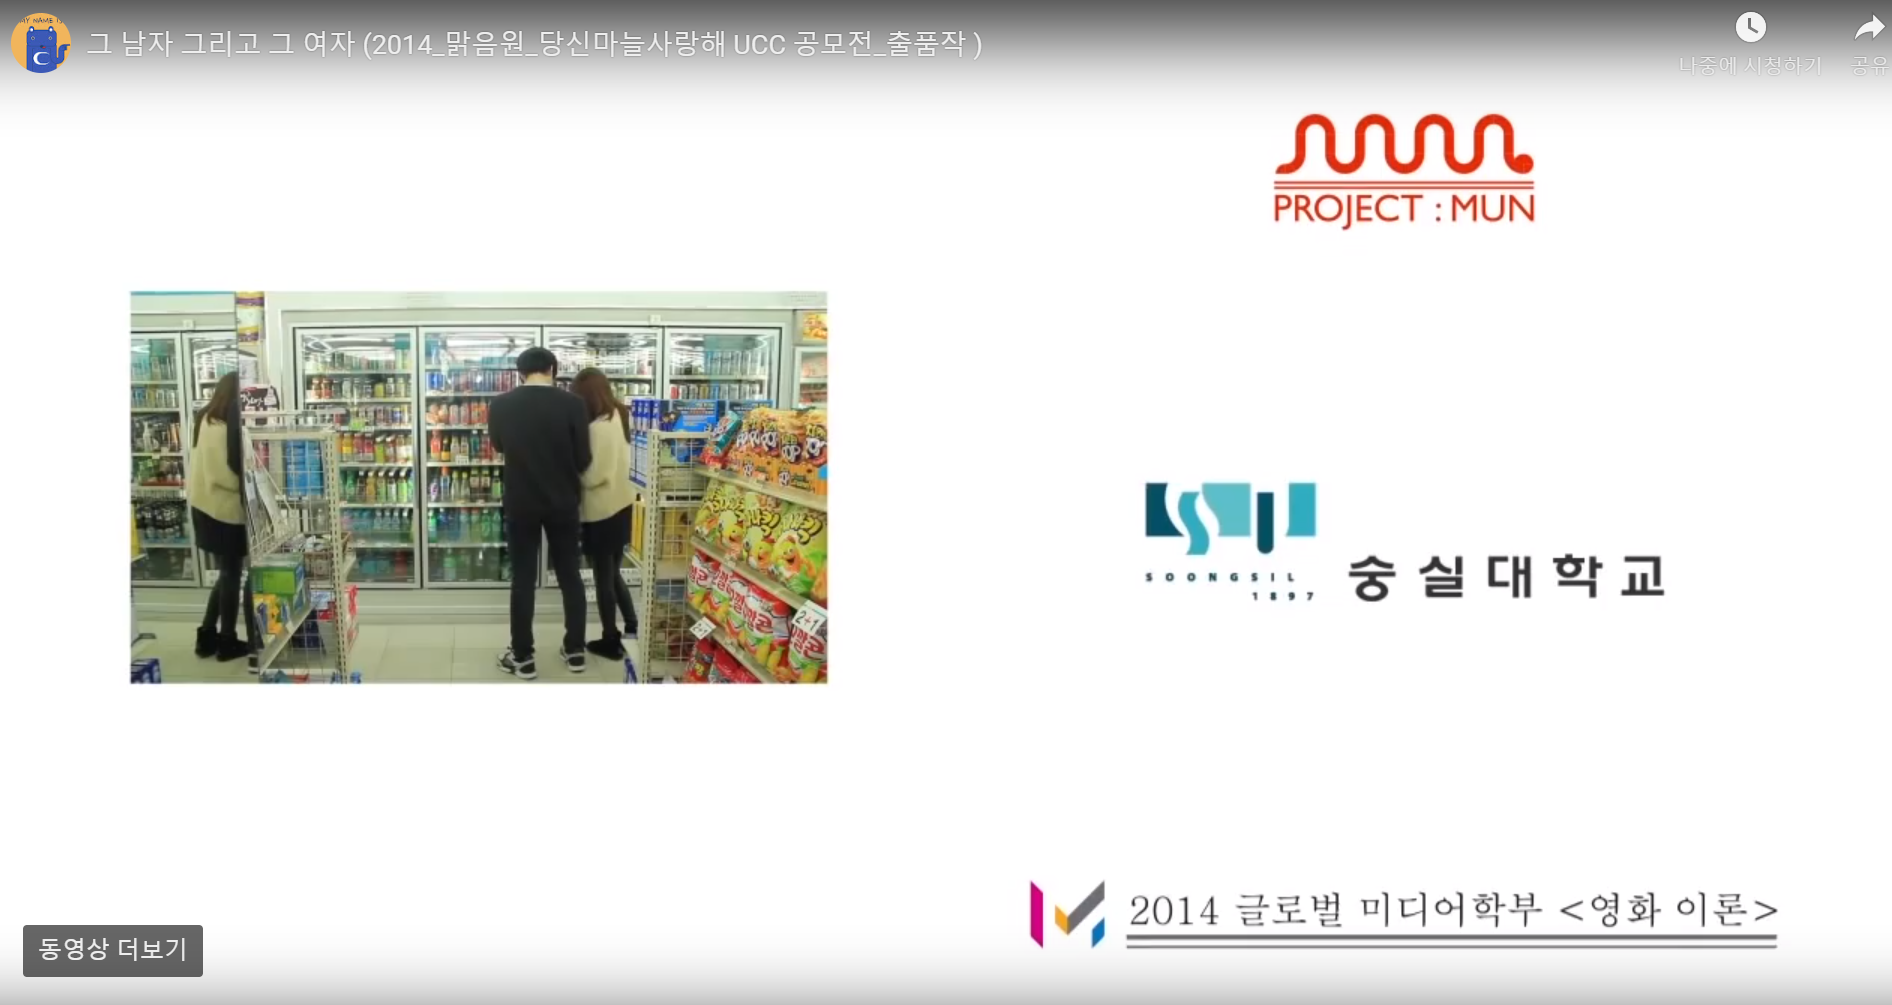 MY NAME IS
C
그 남자 그리고 그 여자 (2014_맑음원_당신마늘사랑해 UCC 공모전_출품작 )
나중에 시청하기
공유
PROJECT : MUN
SOONGSIL
1897
숭실대학교
2+1
2014 글로벌 미디어학부 <영화 이론>
동영상 더보기